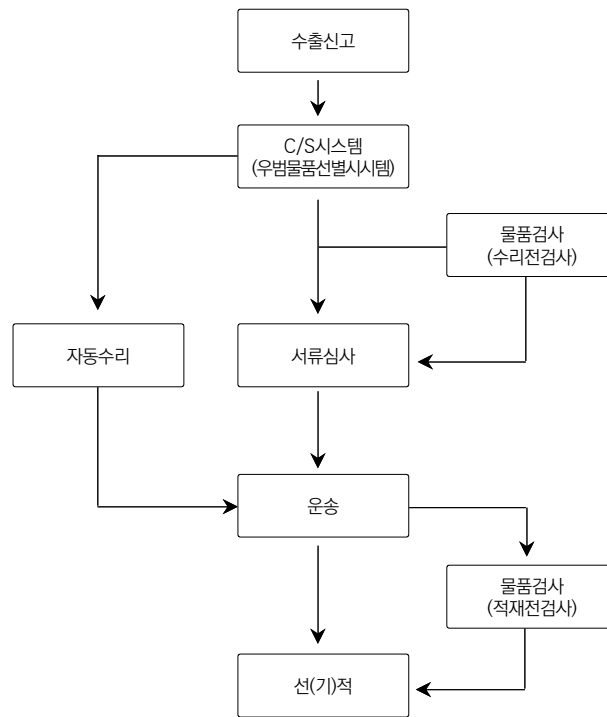 수출신고
C/S시스템
(우범물품선별시시템)
물품검사
(수리전검사)
자동수리
서류심사
운송
물품검사
(적재전검사)
선(기)적